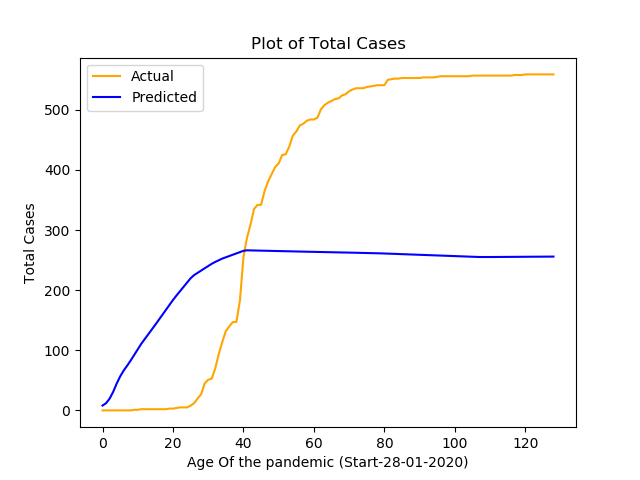 Plot of Total Cases
Actual
Predicted
Total Cases
500
400
300
200
100
0
0 20 40 60 80 100 120
Age Of the pandemic (Start-28-01-2020)